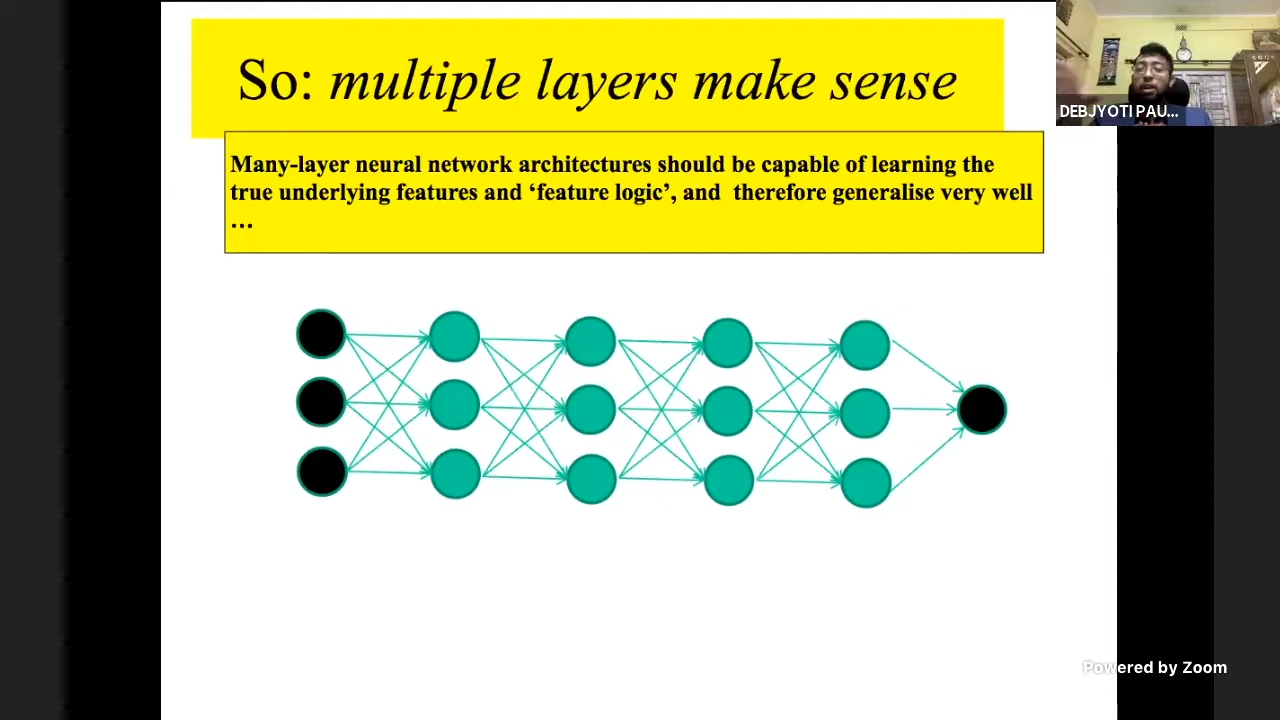 So: multiple layers make sense
DEBJYOTI PAU...
Many-layer neural network architectures should be capable of learning the
true underlying features and ‘feature logic’, and therefore generalise very well
…
Powered by Zoom